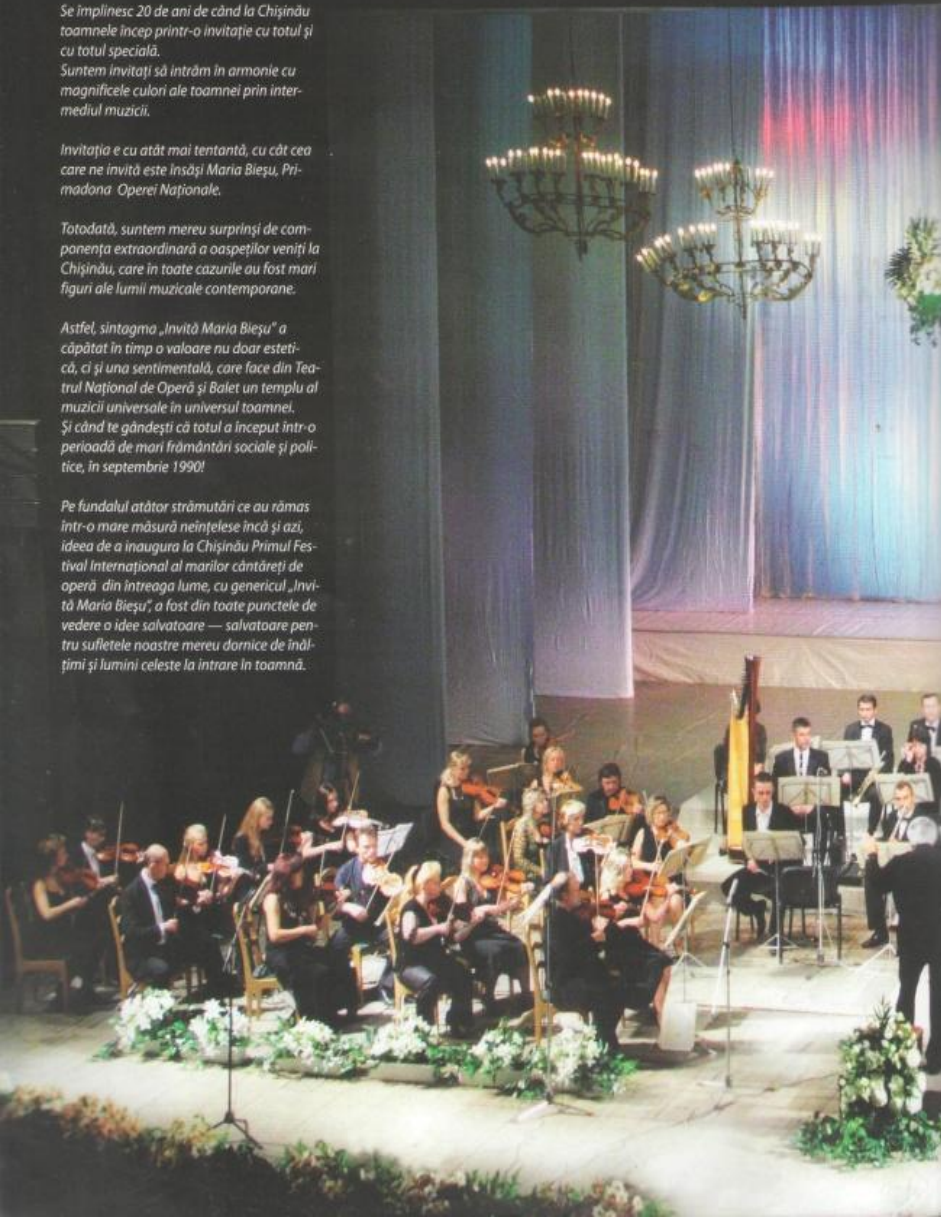 Se împlinesc 20 de ani de când la Chișinău
toamnele încep printr-o invitație cu totul și
cu totul specială.
Suntem invitați să intrăm în armonie cu
magnificele culori ale toamnei prin inter-
mediul muzicii.
Invitația e cu atât mai tentantă, cu cât cea
care ne invită este însăși Maria Bieșu, Pri-
madona Operei Naționale.
Totodată, suntem mereu surprinși de com-
ponența extraordinară a oaspeților veniți la
Chișinău, care în toate cazurile au fost mari
figuri ale lumii muzicale contemporane.
Astfel, sintagma „Invită Maria Bieșu” a
căpătat în timp o valoare nu doar esteti-
că, ci și una sentimentală, care face din Tea-
trul Național de Operă și Balet un templu al
muzicii universale în universul toamnei.
Și când te gândești că totul a început într-o
perioadă de mari frământări sociale și poli-
tice, în septembrie 1990!
Pe fundalul atâtor strămutări ce au rămas
într-o mare măsură neînțelese încă și azi,
ideea de a inaugura la Chișinău Primul Fes-
tival Internațional al marilor cântăreți de
operă din întreaga lume, cu genericul „Invi-
tă Maria Bieșu”, a fost din toate punctele de
vedere o idee salvatoare — salvatoare pen-
tru sufletele noastre mereu dornice de înăl-
țimi și lumini celeste la intrare în toamnă.